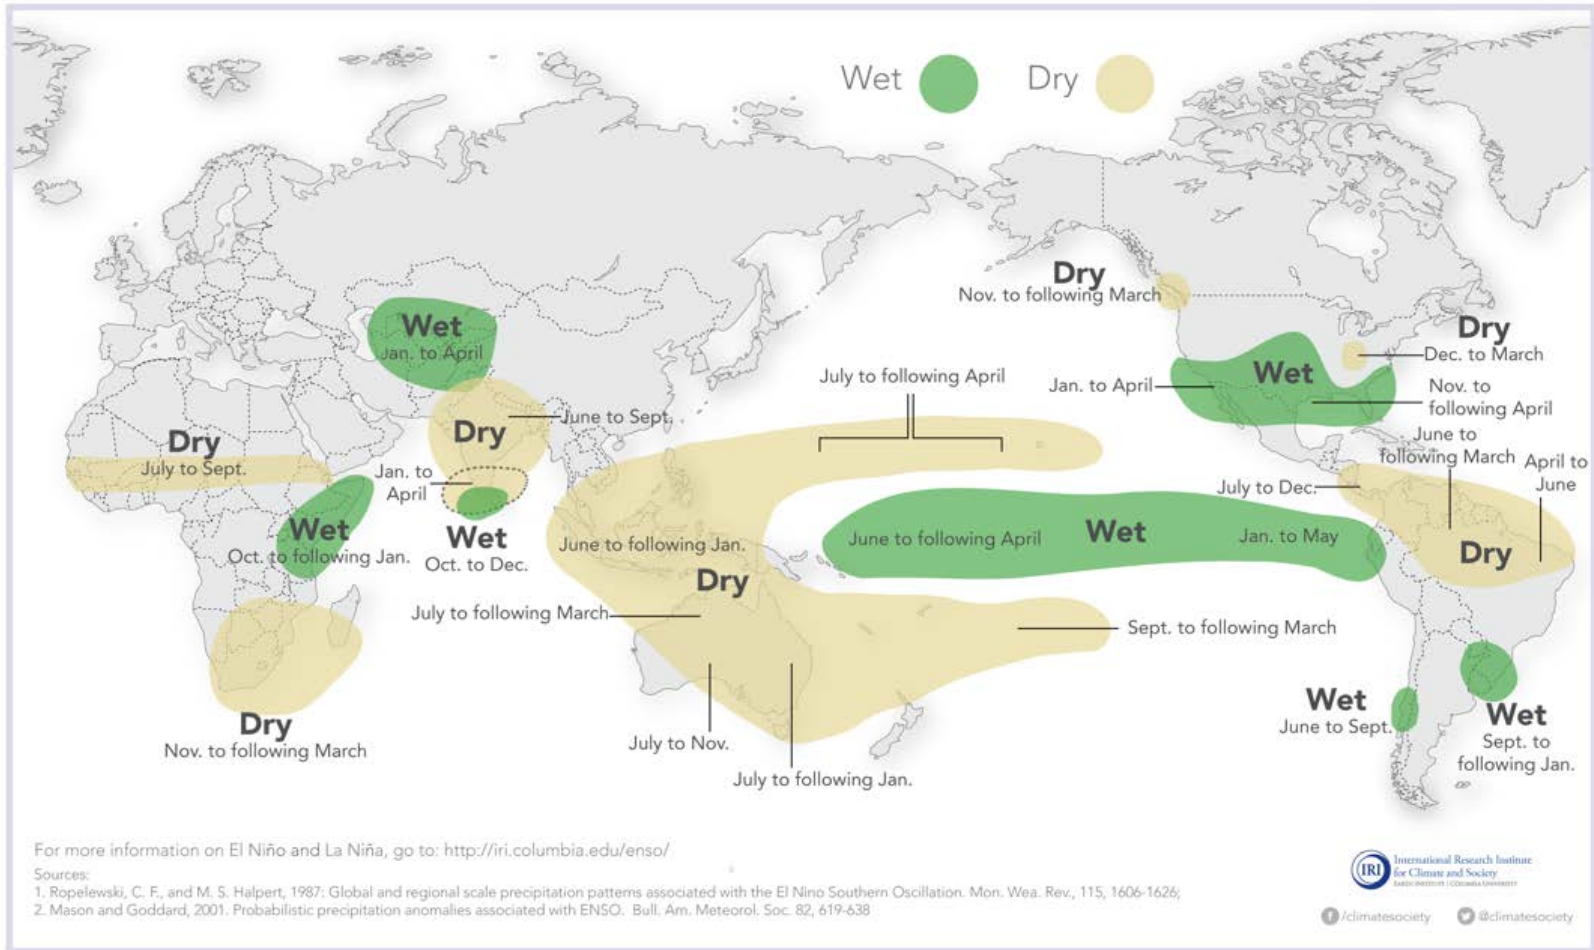 Wet
Dry
Dry
Nov. to following March
Dry
Dec. to March
Wet
Jan. to April
Wet
Jan. to April
Nov. to
following April
July to following April
June to Sept.
Dry
Dry
July to Sept.
Jan. to
April
June to
following March
April to
June
July to Dec.
Wet
Oct. to following Jan.
Wet
Oct. to Dec.
June to following Jan.
Dry
June to following April
Wet
Jan. to May
Dry
July to following March
Sept. to following March
Dry
Nov. to following March
July to Nov.
July to following Jan.
Wet
June to Sept.
Wet
Sept. to
following Jan.
For more information on El Niño and La Niña, go to: http://iri.columbia.edu/enso/
Sources:
1. Ropelewski, C. F., and M. S. Halpert, 1987: Global and regional scale precipitation patterns associated with the El Nino Southern Oscillation. Mon. Wea. Rev., 115, 1606-1626;
2. Mason and Goddard, 2001. Probabilistic precipitation anomalies associated with ENSO. Bull. Am. Meteorol. Soc. 82, 619-638
IRI
International Research Institute
for Climate and Society
EARTH INSTITUTE | COLUMBIA UNIVERSITY
/climatesociety
@climatesociety